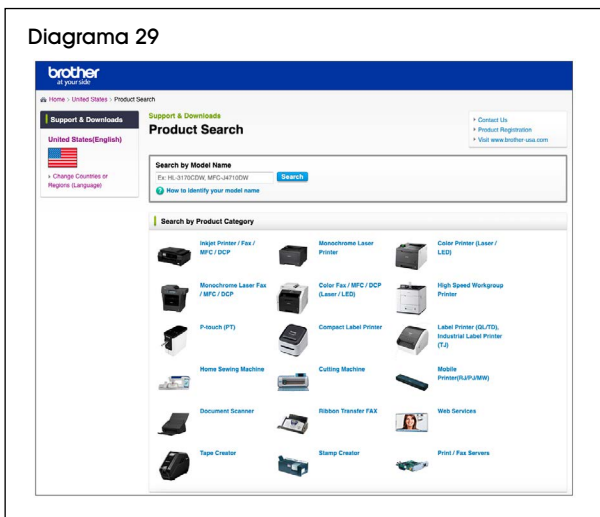 Diagrama 29
brother
at your side
Home > United States > Product Search
Support & Downloads
United States(English)
Change Countries or
Regions (Language)
Support & Downloads
Product Search
Contact Us
Product Registration
Visit www.brother-usa.com
Search by Model Name
Ex: HL-3170CDW, MFC-J4710DW
Search
? How to identify your model name
Search by Product Category
Inkjet Printer / Fax /
MFC / DCP
Monochrome Laser
Printer
Color Printer (Laser /
LED)
Monochrome Laser Fax
/ MFC / DCP
Color Fax / MFC / DCP
(Laser / LED)
High Speed Workgroup
Printer
P-touch (PT)
Compact Label Printer
Label Printer (QL/TD),
Industrial Label Printer
(TJ)
Home Sewing Machine
Cutting Machine
Mobile
Printer(RJ/PJ/MW)
Document Scanner
Ribbon Transfer FAX
Web Services
Tape Creator
Stamp Creator
Print / Fax Servers